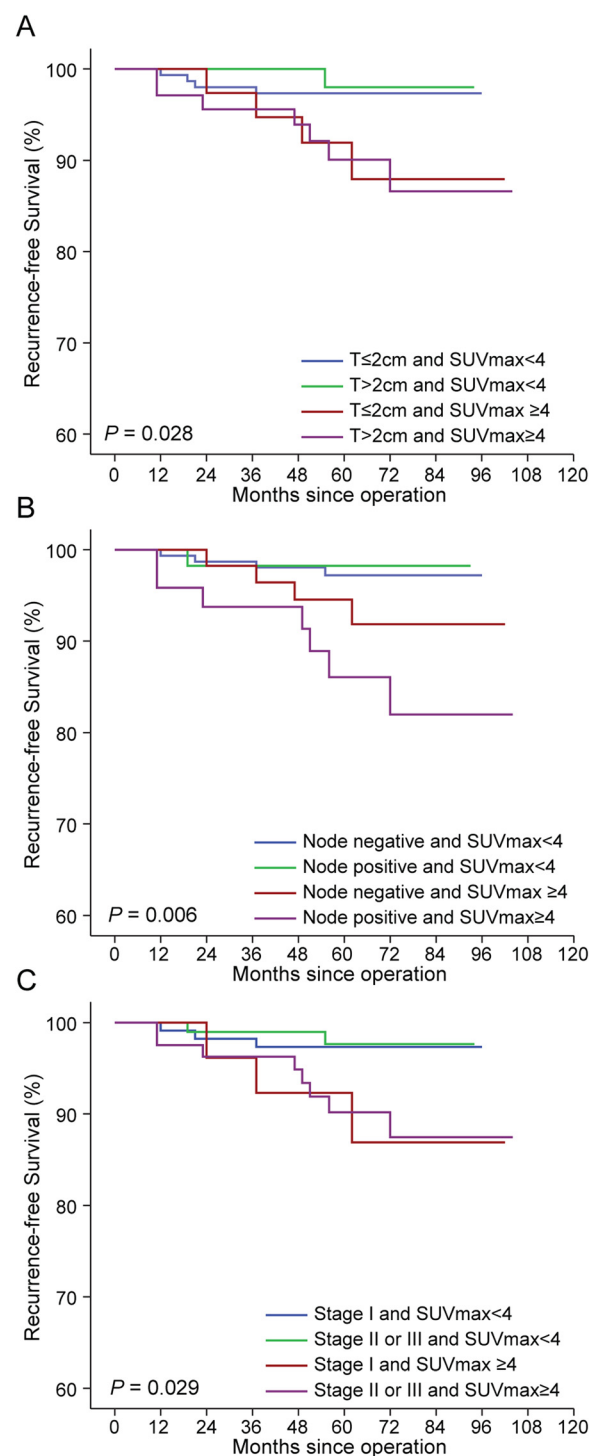 A
Recurrence-free Survival (%)
100
90
80
70
60
T≤2cm and SUVmax<4
T>2cm and SUVmax<4
T≤2cm and SUVmax ≥4
T>2cm and SUVmax≥4
P = 0.028
0 12 24 36 48 60 72 84 96 108 120
Months since operation
B
Recurrence-free Survival (%)
100
90
80
70
60
Node negative and SUVmax<4
Node positive and SUVmax<4
Node negative and SUVmax ≥4
Node positive and SUVmax≥4
P = 0.006
0 12 24 36 48 60 72 84 96 108 120
Months since operation
C
Recurrence-free Survival (%)
100
90
80
70
60
Stage I and SUVmax<4
Stage II or III and SUVmax<4
Stage I and SUVmax ≥4
Stage II or III and SUVmax≥4
P = 0.029
0 12 24 36 48 60 72 84 96 108 120
Months since operation